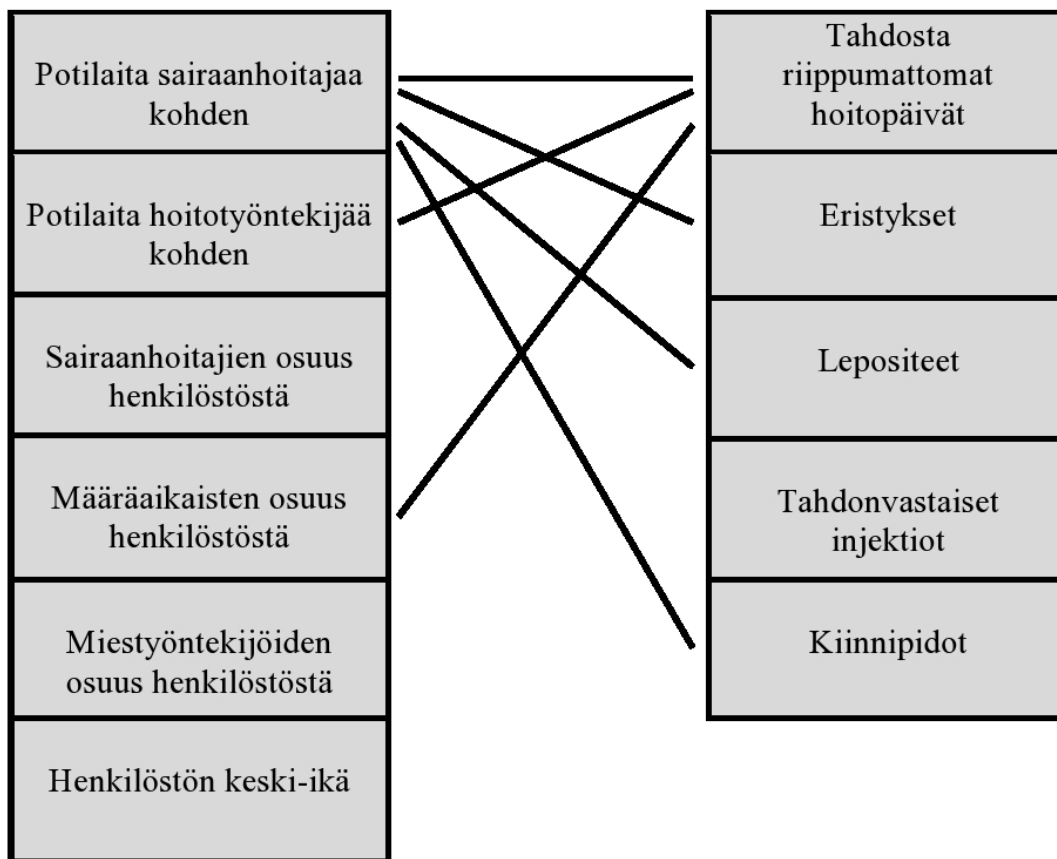 Potilaita sairaanhoitajaa
kohden
Potilaita hoitotyöntekijää
kohden
Sairaanhoitajien osuus
henkilöstöstä
Määräaikaisten osuus
henkilöstöstä
Miestyöntekijöiden
osuus henkilöstöstä
Henkilöstön keski-ikä
Tahdosta
riippumattomat
hoitopäivät
Eristykset
Lepositeet
Tahdonvastaiset
injektiot
Kiinnipidot